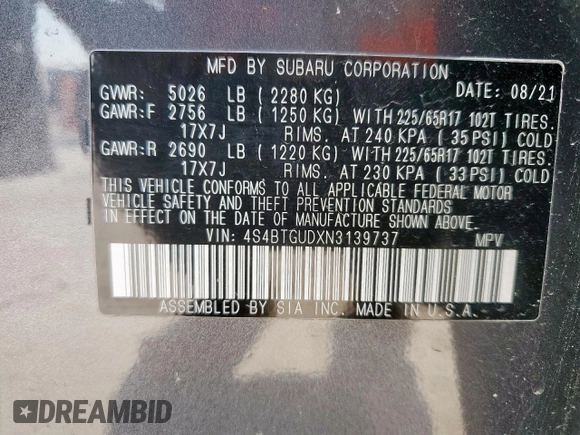 MFD BY SUBARU CORPORATION
GVWR: 5026 LB ( 2280 KG) DATE: 08/21
GAWR:F 2756 LB ( 1250 KG) WITH 225/65R17 102T TIRES.
17X7J RIMS. AT 240 KPA ( 35 PSI) COLD
GAWR:R 2690 LB ( 1220 KG) WITH 225/65R17 102T TIRES.
17X7J RIMS. AT 230 KPA ( 33 PSI) COLD
THIS VEHICLE CONFORMS TO ALL APPLICABLE FEDERAL MOTOR
VEHICLE SAFETY AND THEFT PREVENTION STANDARDS
IN EFFECT ON THE DATE OF MANUFACTURE SHOWN ABOVE.
VIN: 4S4BTGUDXN3139737 MPV
ASSEMBLED BY SIA INC. MADE IN U.S.A.
DREAMBID